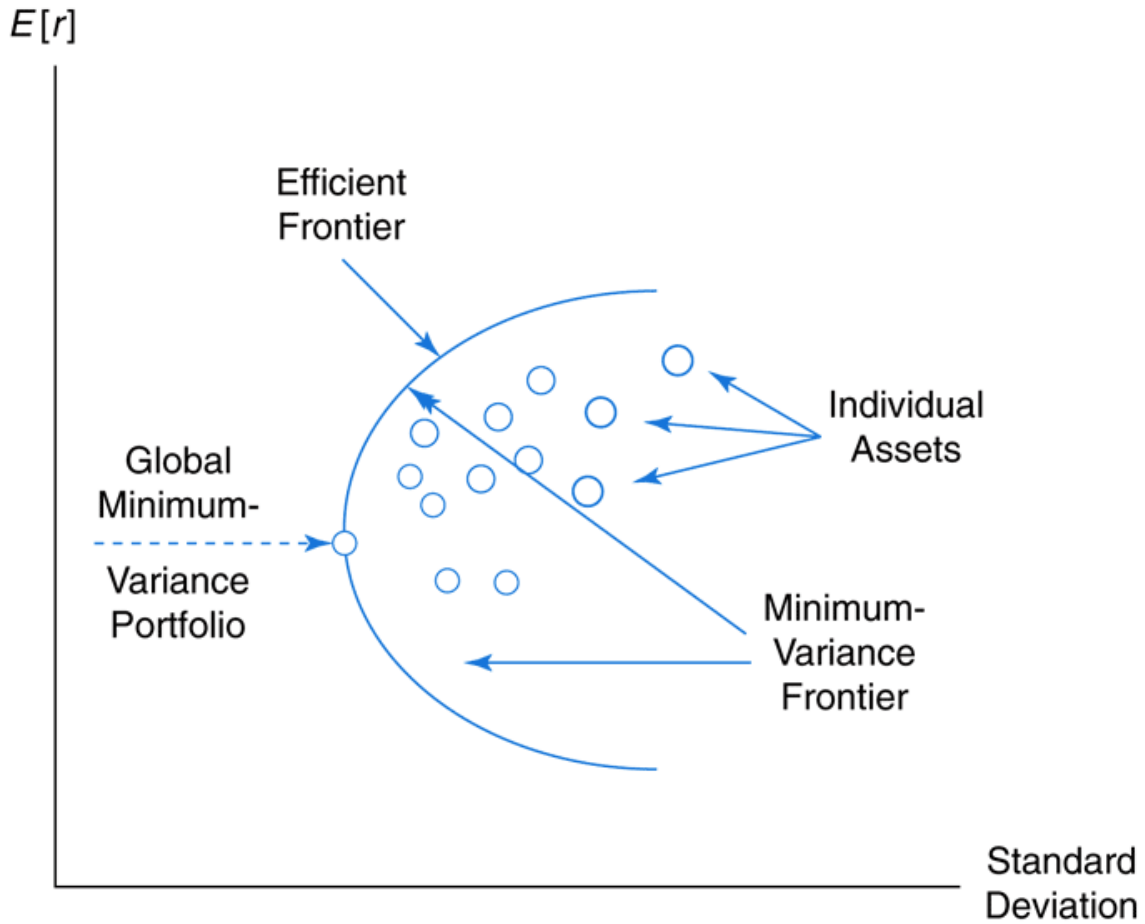 E[r]
Efficient
Frontier
Individual
Assets
Global
Minimum-
Variance
Portfolio
Minimum-
Variance
Frontier
Standard
Deviation